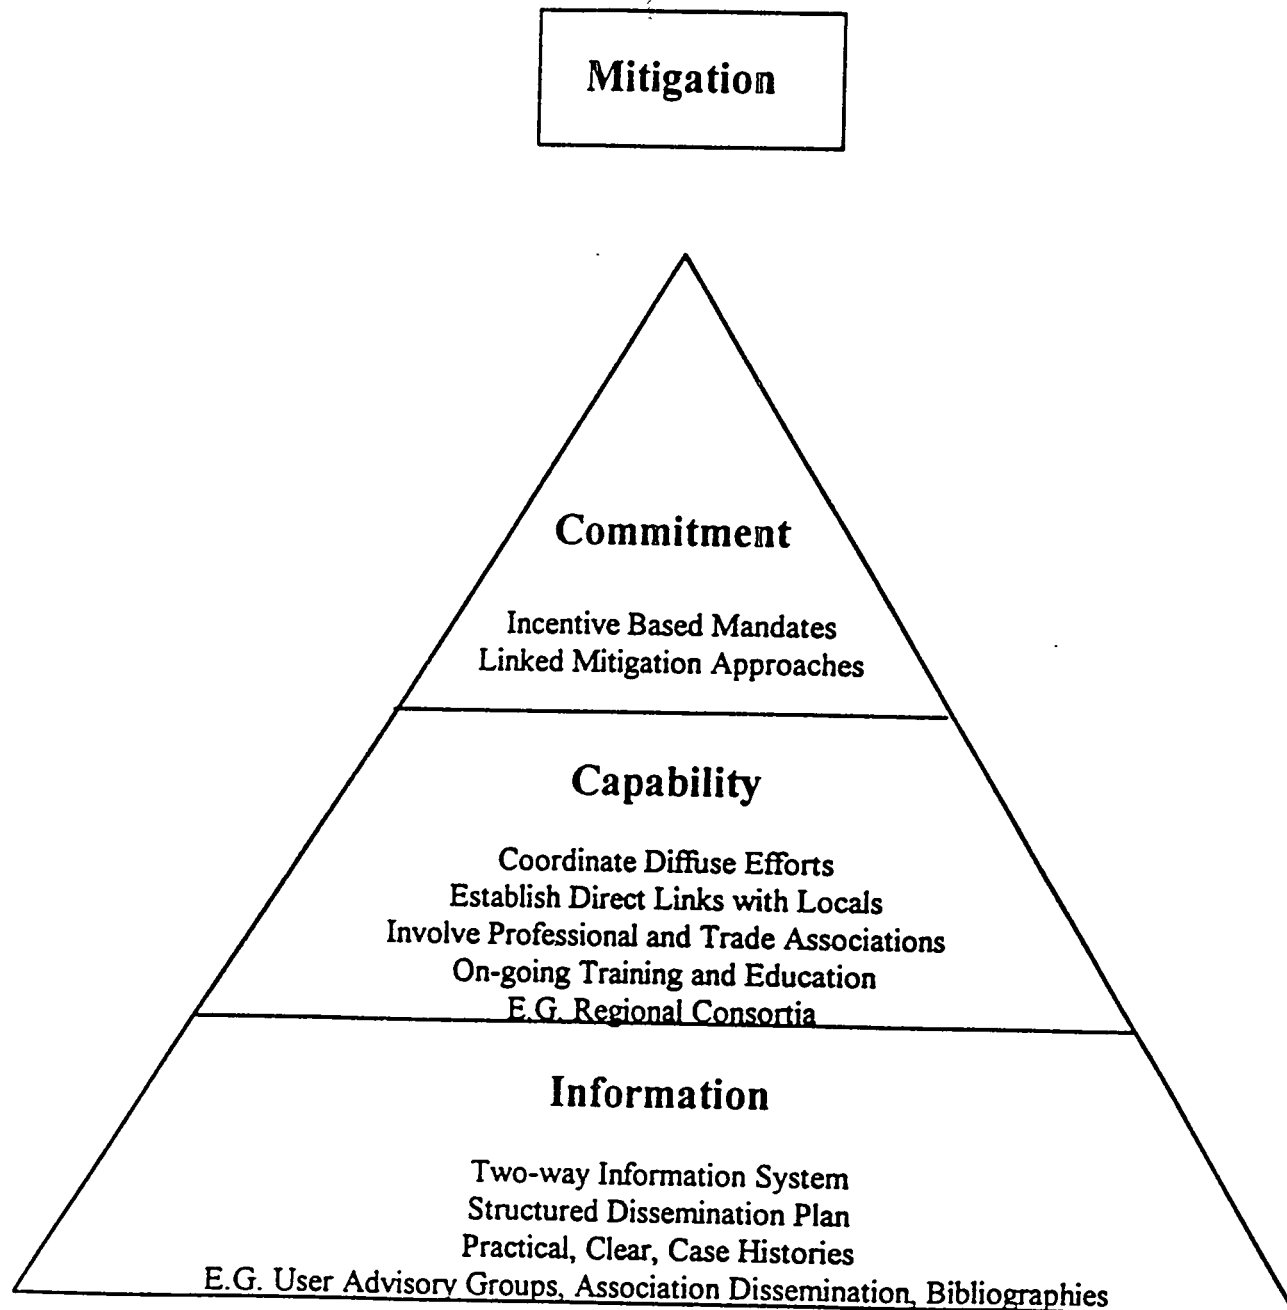 Mitigation
Commitment
Incentive Based Mandates
Linked Mitigation Approaches
Capability
Coordinate Diffuse Efforts
Establish Direct Links with Locals
Involve Professional and Trade Associations
On-going Training and Education
E.G. Regional Consortia
Information
Two-way Information System
Structured Dissemination Plan
Practical, Clear, Case Histories
E.G. User Advisory Groups, Association Dissemination, Bibliographies